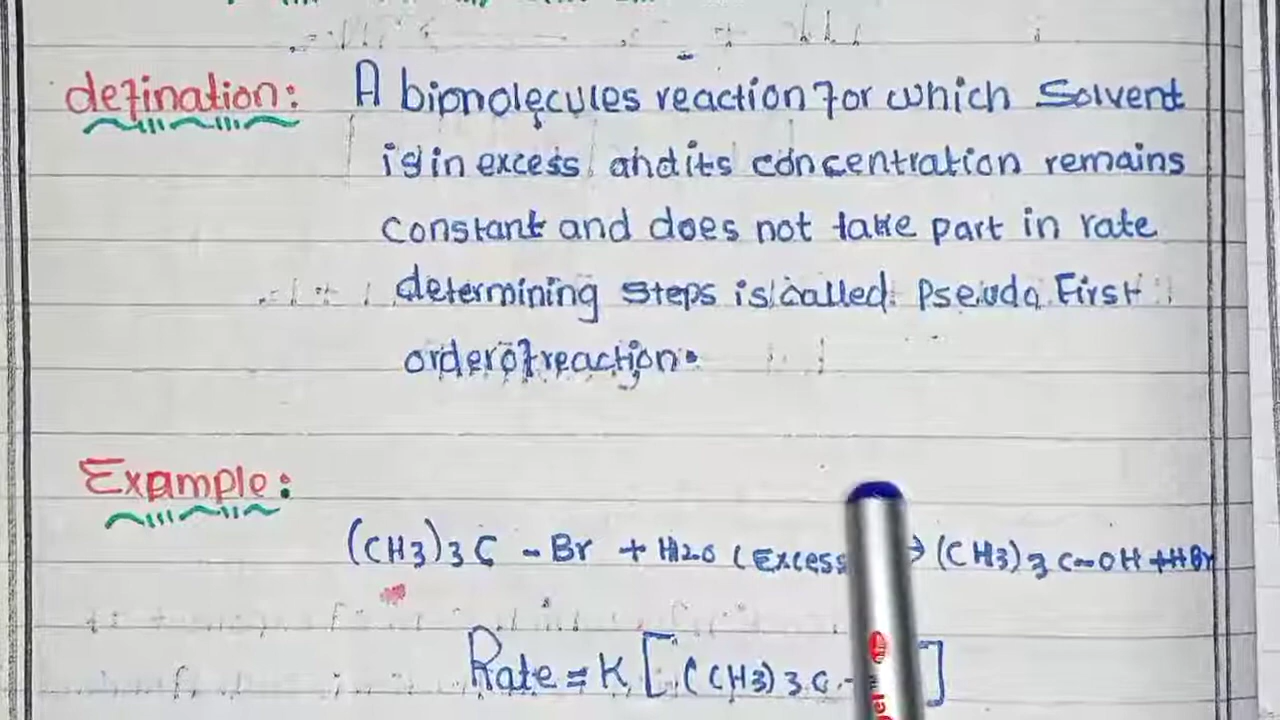 defination: A bionolecules reaction for which Solvent
is in excess and its concentration remains
constant and does not take part in rate
determining steps is called Pseudo First
order of reaction.
Example:
(CH3)3C - Br + H2O (Excess → (CH3)3C-OH + HBr
Rate = K [(CH3)3C - ]